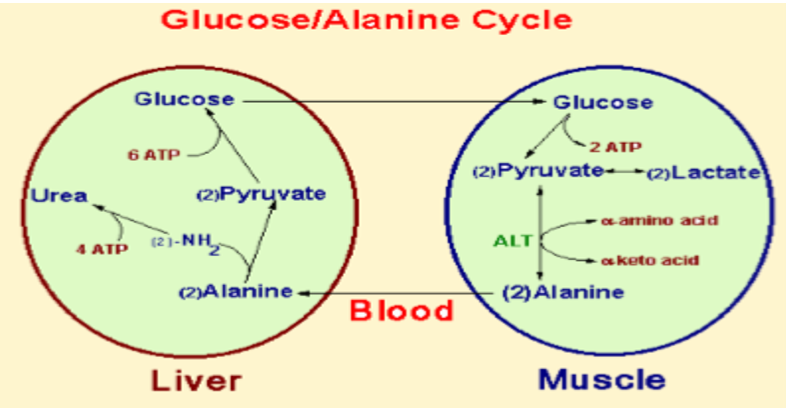 Glucose/Alanine Cycle
Glucose
Glucose
6 ATP
2 ATP
(2)Pyruvate
(2)Lactate
Urea
(2)Pyruvate
α-amino acid
4 ATP
(2)-NH2
ALT
α-keto acid
(2)Alanine
(2)Alanine
Blood
Liver
Muscle